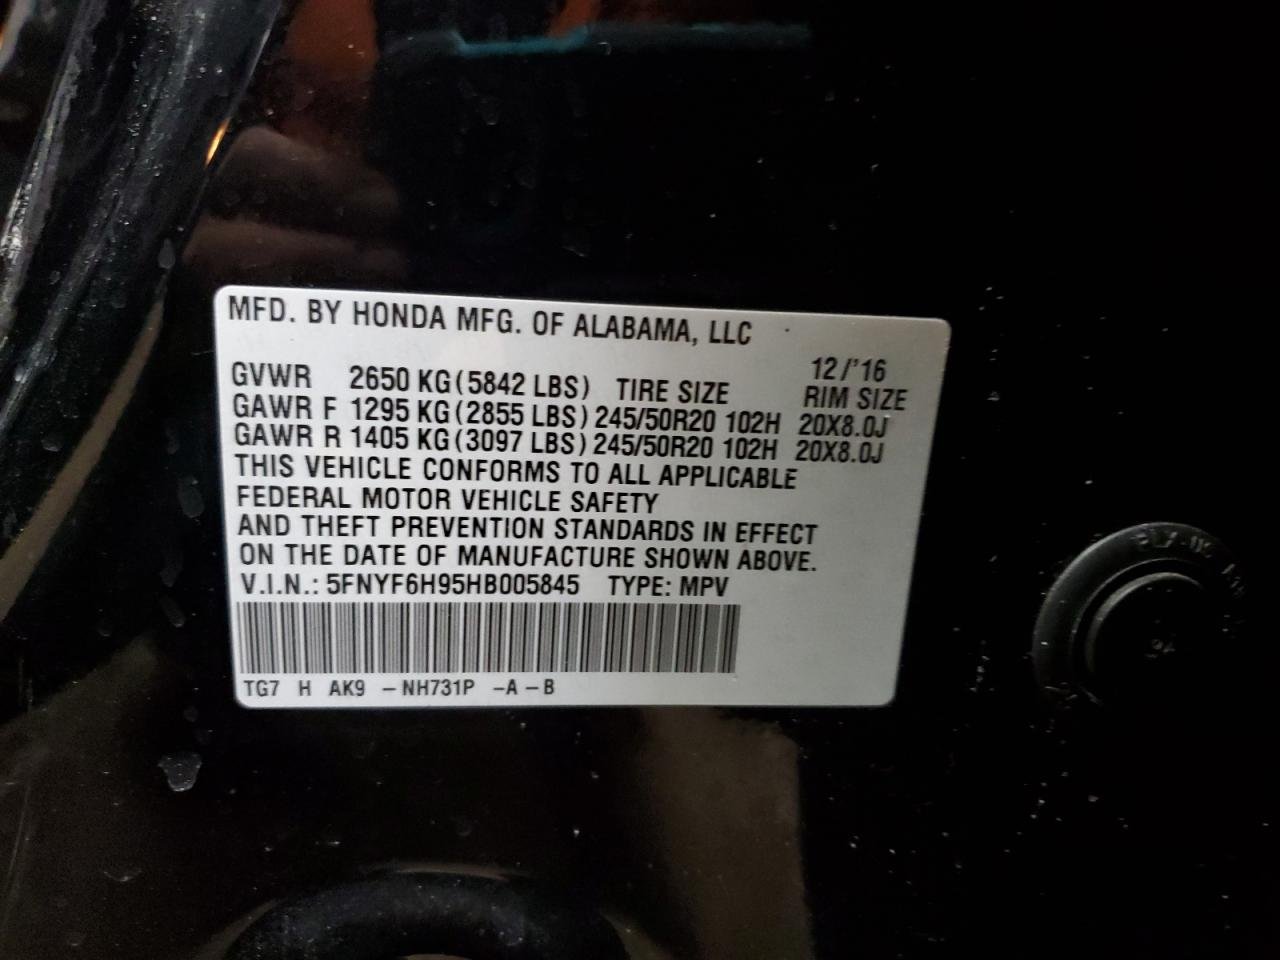 MFD. BY HONDA MFG. OF ALABAMA, LLC
12/'16
GVWR 2650 KG(5842 LBS) TIRE SIZE RIM SIZE
GAWR F 1295 KG(2855 LBS) 245/50R20 102H 20X8.0J
GAWR R 1405 KG(3097 LBS) 245/50R20 102H 20X8.0J
THIS VEHICLE CONFORMS TO ALL APPLICABLE
FEDERAL MOTOR VEHICLE SAFETY
AND THEFT PREVENTION STANDARDS IN EFFECT
ON THE DATE OF MANUFACTURE SHOWN ABOVE.
V.I.N.: 5FNYF6H95HB005845 TYPE: MPV
TG7 H AK9 -NH731P -A-B